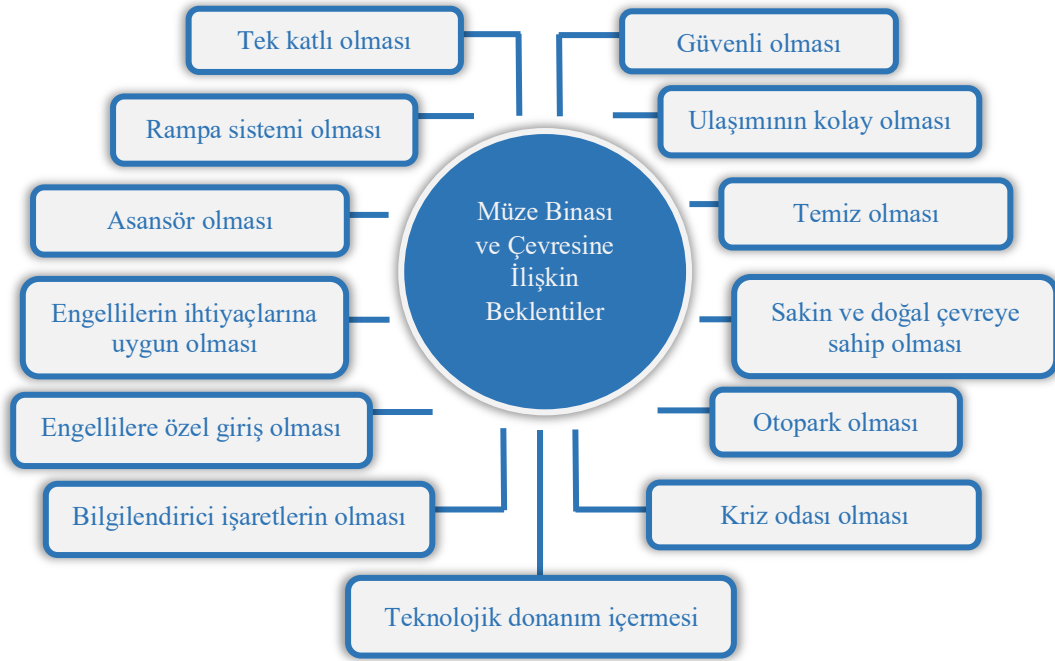 Tek katlı olması
Güvenli olması
Rampa sistemi olması
Ulaşımının kolay olması
Müze Binası
ve Çevresine
İlişkin
Beklentiler
Asansör olması
Temiz olması
Engellilerin ihtiyaçlarına
uygun olması
Sakin ve doğal çevreye
sahip olması
Engellilere özel giriş olması
Otopark olması
Bilgilendirici işaretlerin olması
Kriz odası olması
Teknolojik donanım içermesi